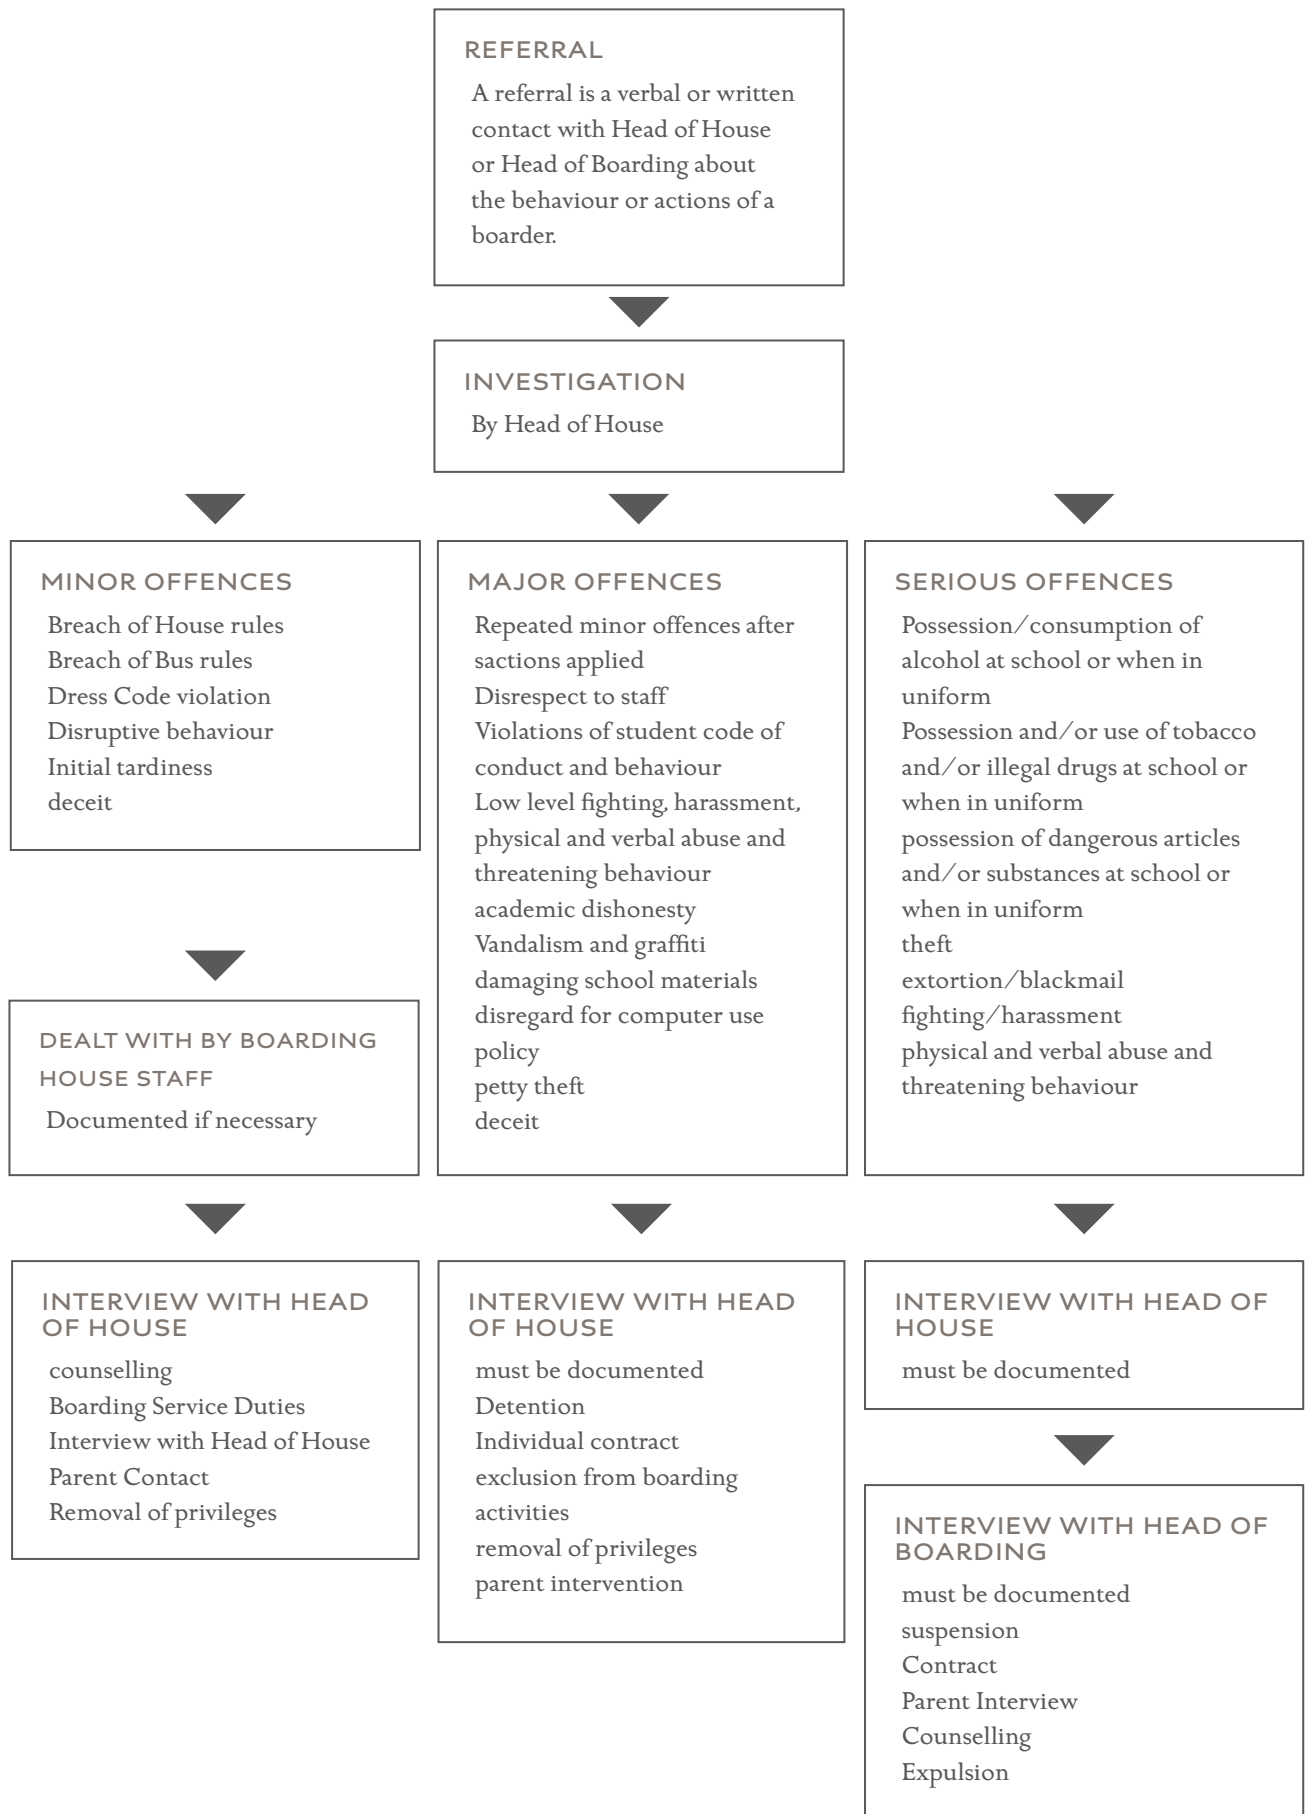 REFERRAL
A referral is a verbal or written
contact with Head of House
or Head of Boarding about
the behaviour or actions of a
boarder.
INVESTIGATION
By Head of House
MINOR OFFENCES
Breach of House rules
Breach of Bus rules
Dress Code violation
Disruptive behaviour
Initial tardiness
deceit
DEALT WITH BY BOARDING
HOUSE STAFF
Documented if necessary
INTERVIEW WITH HEAD
OF HOUSE
counselling
Boarding Service Duties
Interview with Head of House
Parent Contact
Removal of privileges
MAJOR OFFENCES
Repeated minor offences after
sactions applied
Disrespect to staff
Violations of student code of
conduct and behaviour
Low level fighting, harassment,
physical and verbal abuse and
threatening behaviour
academic dishonesty
Vandalism and graffiti
damaging school materials
disregard for computer use
policy
petty theft
deceit
INTERVIEW WITH HEAD
OF HOUSE
must be documented
Detention
Individual contract
exclusion from boarding
activities
removal of privileges
parent intervention
SERIOUS OFFENCES
Possession/consumption of
alcohol at school or when in
uniform
Possession and/or use of tobacco
and/or illegal drugs at school or
when in uniform
possession of dangerous articles
and/or substances at school or
when in uniform
theft
extortion/blackmail
fighting/harassment
physical and verbal abuse and
threatening behaviour
INTERVIEW WITH HEAD OF
HOUSE
must be documented
INTERVIEW WITH HEAD OF
BOARDING
must be documented
suspension
Contract
Parent Interview
Counselling
Expulsion